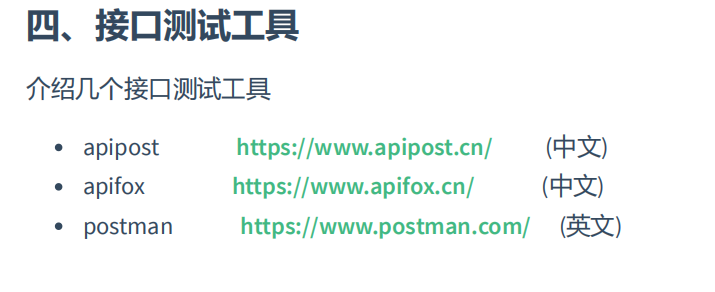 四、接口测试工具
介绍几个接口测试工具
• apipost https://www.apipost.cn/ (中文)
• apifox https://www.apifox.cn/ (中文)
• postman https://www.postman.com/ (英文)